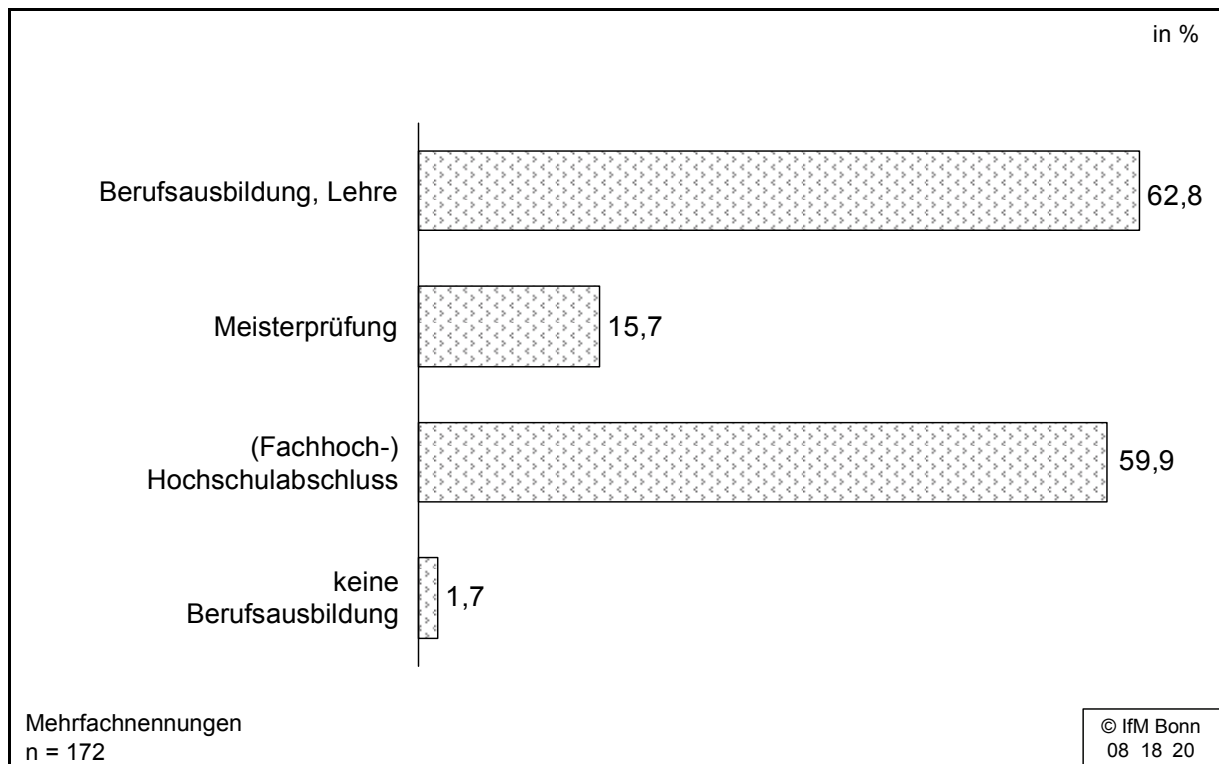 in %
Berufsausbildung, Lehre
62,8
Meisterprüfung
15,7
(Fachhoch-)
Hochschulabschluss
59,9
keine
Berufsausbildung
1,7
Mehrfachnennungen
n = 172
© IfM Bonn
08 18 20